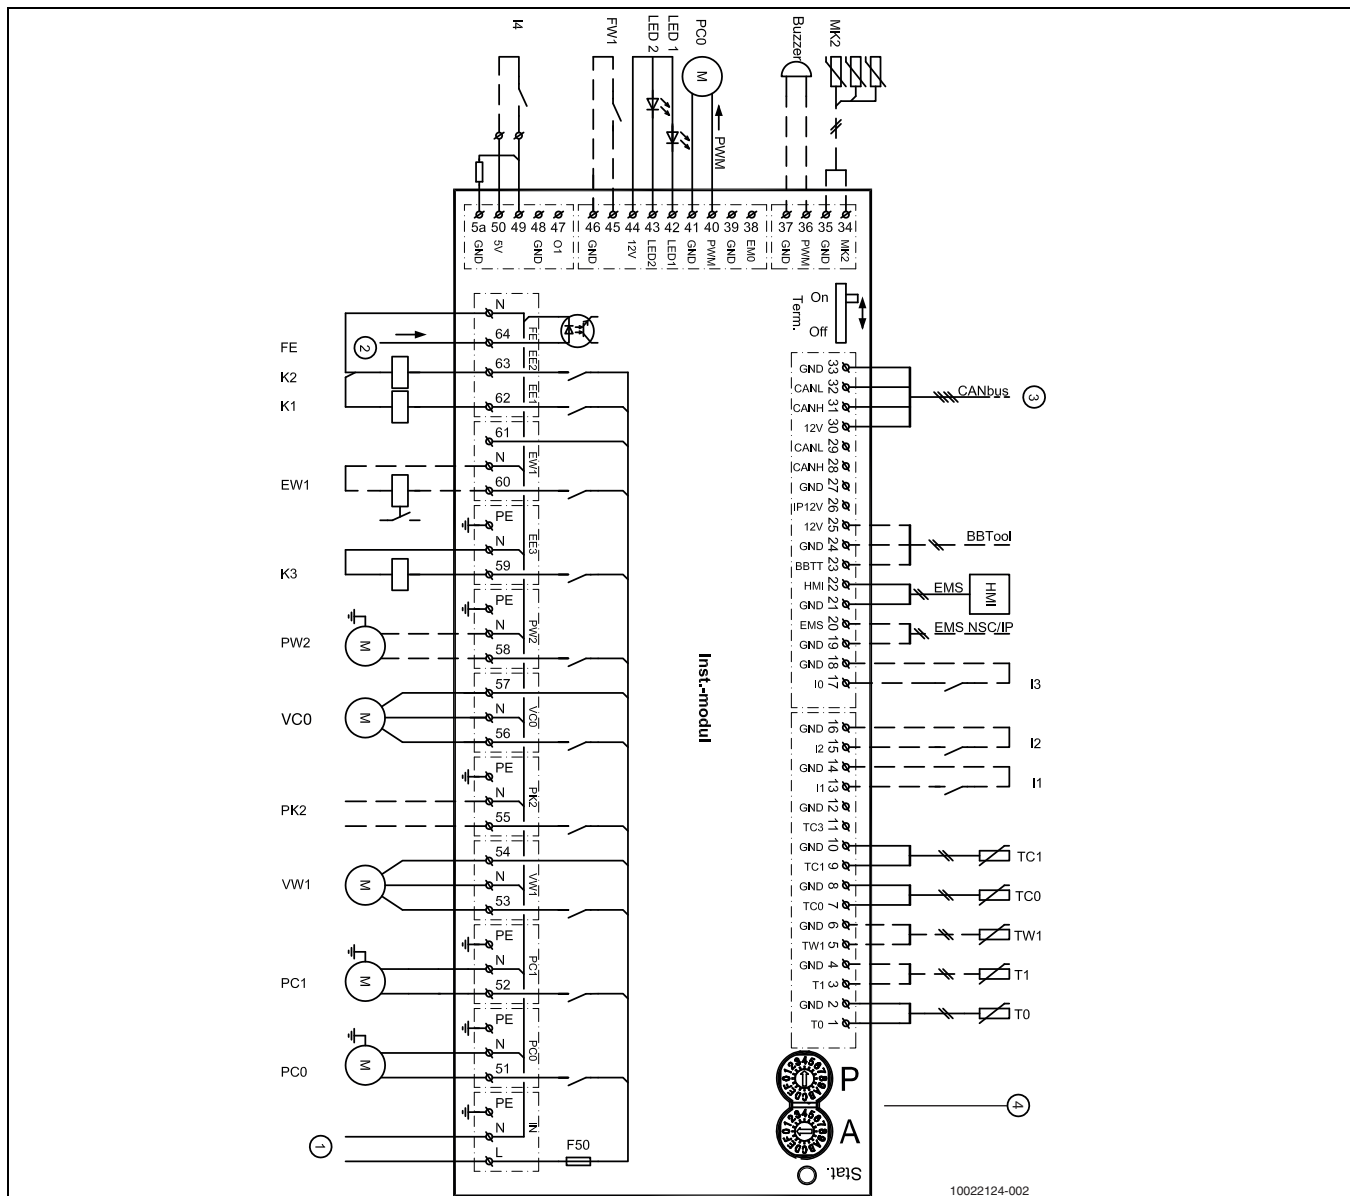 I4
FW1
LED 2
LED 1
PC0
Buzzer
MK2
M
PWM
5a 50 49 48 47
GND 5V GND O1
46 45 44 43 42 41 40 39 38
GND 12V LED2 LED1 GND PWM GND EM0
37 36 35 34
GND PWM GND MK2
On
Off
Term.
N
64
FE
63
EE2
62
EE1
FE
2
K2
K1
61
N
EW1
60
EW1
PE
N
EE3
59
K3
PE
N
PW2
58
PW2
M
57
N
VC0
56
VC0
M
PE
N
PK2
55
PK2
54
N
VW1
53
VW1
M
PE
N
PC1
52
PC1
M
PE
N
PC0
51
PC0
M
PE
N
IN
L
1
F50
Inst.-modul
GND 33
CANL 32
CANH 31
12V 30
CANbus
3
CANL 29
CANH 28
GND 27
IP12V 26
12V 25
GND 24
BBTT 23
BBTool
HMI 22
GND 21
EMS
HMI
EMS 20
GND 19
EMS NSC/IP
GND 18
I0 17
I3
GND 16
I2 15
I2
GND 14
I1 13
I1
GND 12
TC3 11
GND 10
TC1 9
TC1
GND 8
TC0 7
TC0
GND 6
TW1 5
TW1
GND 4
T1 3
T1
GND 2
T0 1
T0
0123456789ABCDEF
P
0123456789ABCDEF
A
4
Stat.
10022124-002